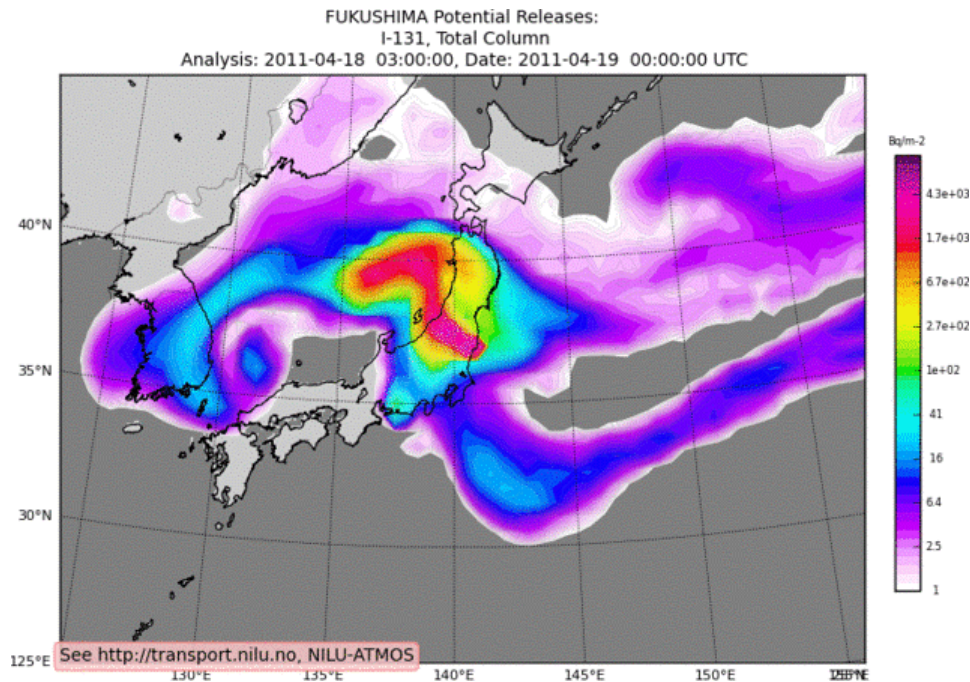 FUKUSHIMA Potential Releases:
I-131, Total Column
Analysis: 2011-04-18  03:00:00, Date: 2011-04-19  00:00:00 UTC
Bq/m-2
4.3e+03
1.7e+03
6.7e+02
2.7e+02
1e+02
41
16
6.4
2.5
1
40°N
35°N
30°N
125°E
See http://transport.nilu.no, NILU-ATMOS
130°E
135°E
140°E
145°E
150°E